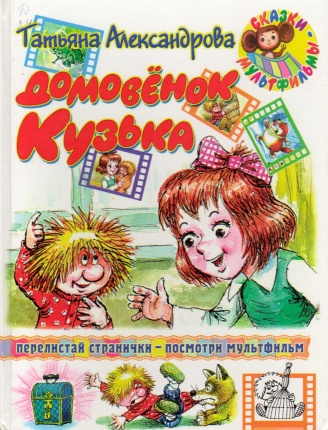 Татьяна Александрова
СКАЗКИ-
МУЛЬТФИЛЬМЫ
ДОМОВЁНОК
КУЗЬКА
перелистай странички – посмотри мультфильм